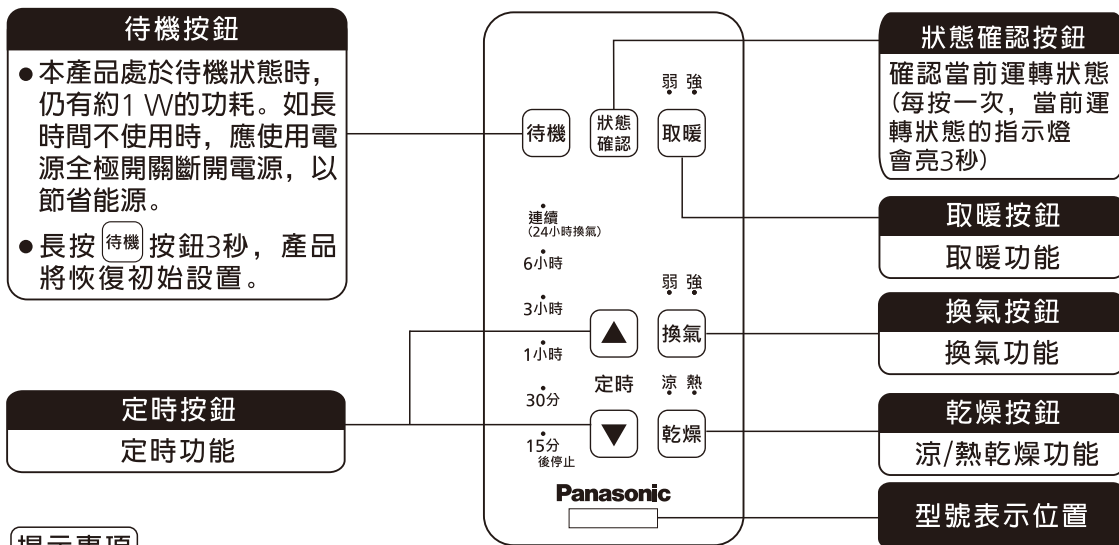 待機按鈕
●本產品處於待機狀態時，
仍有約1 W的功耗。如長
時間不使用時，應使用電
源全極開關斷開電源，以
節省能源。
●長按 待機 按鈕3秒，產品
將恢復初始設置。
定時按鈕
定時功能
弱 強
待機
狀態
確認
取暖
連續
(24小時換氣)
6小時
3小時
1小時
30分
15分
後停止
弱 強
▲
換氣
定時
涼 熱
▼
乾燥
Panasonic
狀態確認按鈕
確認當前運轉狀態
(每按一次，當前運
轉狀態的指示燈
會亮3秒)
取暖按鈕
取暖功能
換氣按鈕
換氣功能
乾燥按鈕
涼/熱乾燥功能
型號表示位置
提示事項